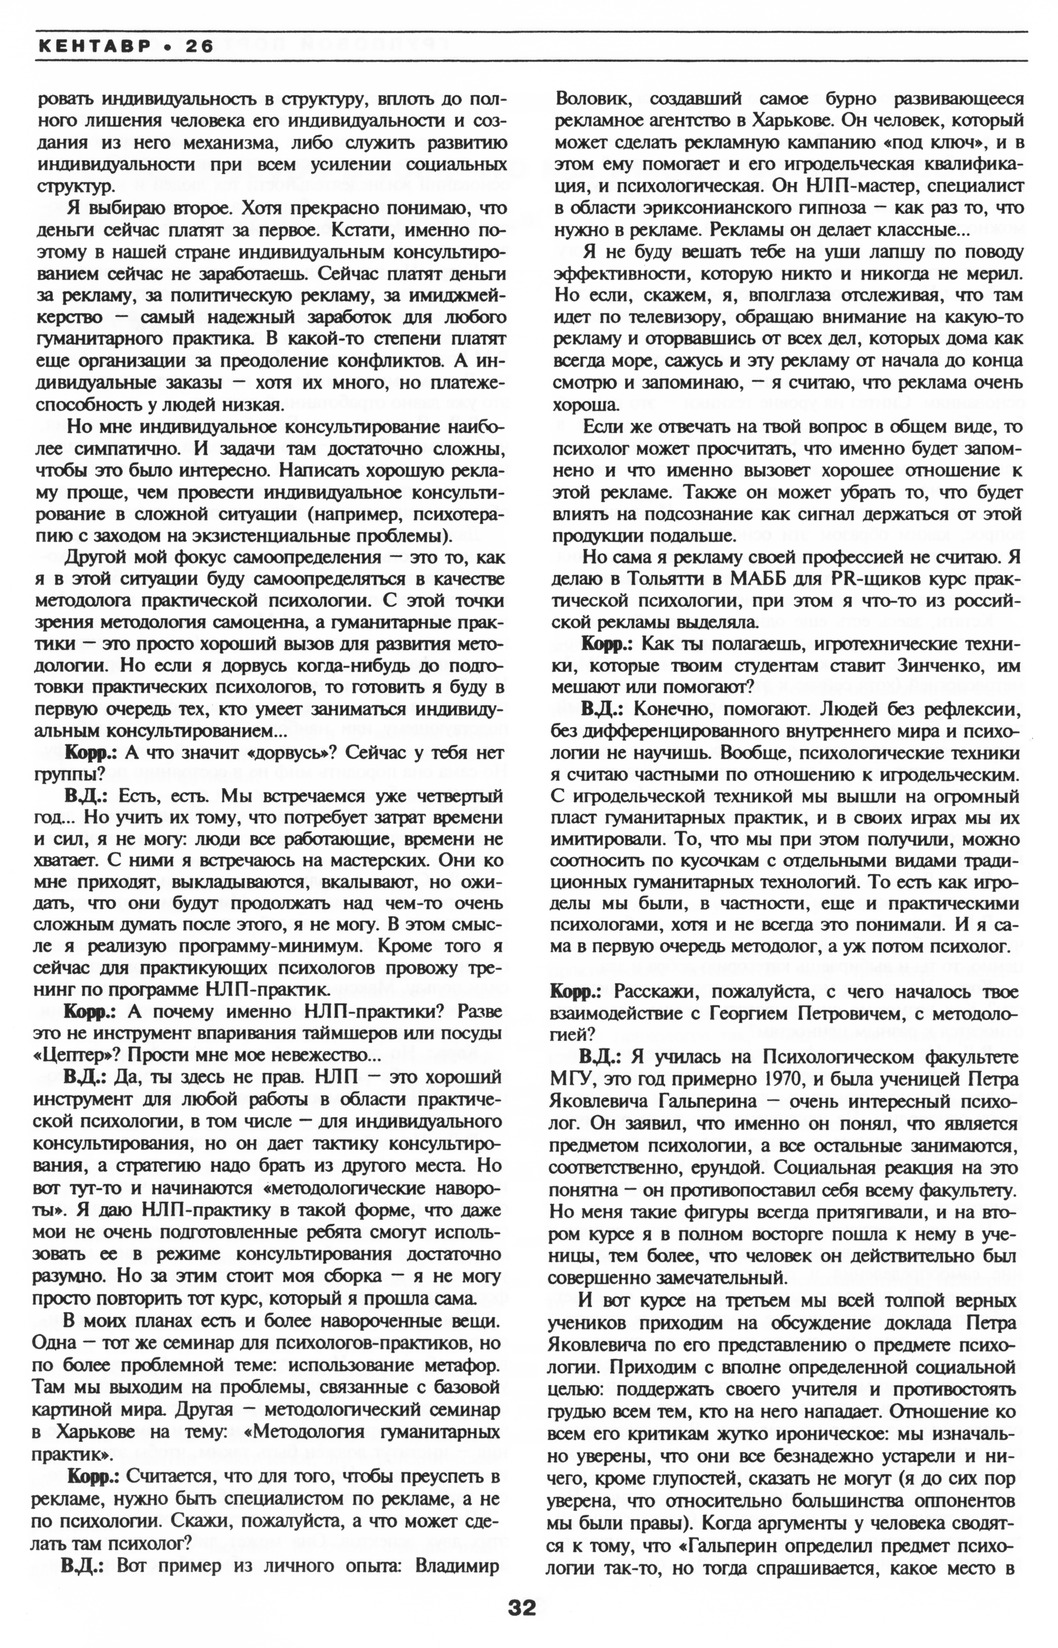 КЕНТАВР • 26
ровать индивидуальность в структуру, вплоть до пол-
ного лишения человека его индивидуальности и соз-
дания из него механизма, либо служить развитию
индивидуальности при всем усилении социальных
структур.
Я выбираю второе. Хотя прекрасно понимаю, что
деньги сейчас платят за первое. Кстати, именно по-
этому в нашей стране индивидуальным консультиро-
ванием сейчас не заработаешь. Сейчас платят деньги
за рекламу, за политическую рекламу, за имиджмей-
керство — самый надежный заработок для любого
гуманитарного практика. В какой-то степени платят
еще организации за преодоление конфликтов. А ин-
дивидуальные заказы — хотя их много, но платеже-
способность у людей низкая.
Но мне индивидуальное консультирование наибо-
лее симпатично. И задачи там достаточно сложны,
чтобы это было интересно. Написать хорошую рекла-
му проще, чем провести индивидуальное консульти-
рование в сложной ситуации (например, психотера-
пию с заходом на экзистенциальные проблемы).
Другой мой фокус самоопределения — это то, как
я в этой ситуации буду самоопределяться в качестве
методолога практической психологии. С этой точки
зрения методология самоценна, а гуманитарные прак-
тики — это просто хороший вызов для развития мето-
дологии. Но если я дорвусь когда-нибудь до подго-
товки практических психологов, то готовить я буду в
первую очередь тех, кто умеет заниматься индивиду-
альным консультированием...
Корр.: А что значит «дорвусь»? Сейчас у тебя нет
группы?
В.Д.: Есть, есть. Мы встречаемся уже четвертый
год... Но учить их тому, что потребует затрат времени
и сил, я не могу: люди все работающие, времени не
хватает. С ними я встречаюсь на мастерских. Они ко
мне приходят, выкладываются, вкалывают, но ожи-
дать, что они будут продолжать над чем-то очень
сложным думать после этого, я не могу. В этом смыс-
ле я реализую программу-минимум. Кроме того я
сейчас для практикующих психологов провожу тре-
нинг по программе НЛП-практик.
Корр.: А почему именно НЛП-практики? Разве
это не инструмент впаривания таймшеров или посуды
«Цептер»? Прости мне мое невежество...
В.Д.: Да, ты здесь не прав. НЛП — это хороший
инструмент для любой работы в области практиче-
ской психологии, в том числе — для индивидуального
консультирования, но он дает тактику консультиро-
вания, а стратегию надо брать из другого места. Но
вот тут-то и начинаются «методологические наворо-
ты». Я даю НЛП-практику в такой форме, что даже
мои не очень подготовленные ребята смогут исполь-
зовать ее в режиме консультирования достаточно
разумно. Но за этим стоит моя сборка — я не могу
просто повторить тот курс, который я прошла сама.
В моих планах есть и более навороченные вещи.
Одна — тот же семинар для психологов-практиков, но
по более проблемной теме: использование метафор.
Там мы выходим на проблемы, связанные с базовой
картиной мира. Другая — методологический семинар
в Харькове на тему: «Методология гуманитарных
практик».
Корр.: Считается, что для того, чтобы преуспеть в
рекламе, нужно быть специалистом по рекламе, а не
по психологии. Скажи, пожалуйста, а что может сде-
лать там психолог?
В.Д.: Вот пример из личного опыта: Владимир
Воловик, создавший самое бурно развивающееся
рекламное агентство в Харькове. Он человек, который
может сделать рекламную кампанию «под ключ», и в
этом ему помогает и его игродельческая квалифика-
ция, и психологическая. Он НЛП-мастер, специалист
в области эриксонианского гипноза — как раз то, что
нужно в рекламе. Рекламы он делает классные...
Я не буду вешать тебе на уши лапшу по поводу
эффективности, которую никто и никогда не мерил.
Но если, скажем, я, вполглаза отслеживая, что там
идет по телевизору, обращаю внимание на какую-то
рекламу и оторвавшись от всех дел, которых дома как
всегда море, сажусь и эту рекламу от начала до конца
смотрю и запоминаю, — я считаю, что реклама очень
хороша.
Если же отвечать на твой вопрос в общем виде, то
психолог может просчитать, что именно будет запом-
нено и что именно вызовет хорошее отношение к
этой рекламе. Также он может убрать то, что будет
влиять на подсознание как сигнал держаться от этой
продукции подальше.
Но сама я рекламу своей профессией не считаю. Я
делаю в Тольятти в МАББ для PR-щиков курс прак-
тической психологии, при этом я что-то из россий-
ской рекламы выделяла.
Корр.: Как ты полагаешь, игротехнические техни-
ки, которые твоим студентам ставит Зинченко, им
мешают или помогают?
В.Д.: Конечно, помогают. Людей без рефлексии,
без дифференцированного внутреннего мира и психо-
логии не научишь. Вообще, психологические техники
я считаю частными по отношению к игродельческим.
С игродельческой техникой мы вышли на огромный
пласт гуманитарных практик, и в своих играх мы их
имитировали. То, что мы при этом получили, можно
соотносить по кусочкам с отдельными видами тради-
ционных гуманитарных технологий. То есть как игро-
делы мы были, в частности, еще и практическими
психологами, хотя и не всегда это понимали. И я са-
ма в первую очередь методолог, а уж потом психолог.
Корр.: Расскажи, пожалуйста, с чего началось твое
взаимодействие с Георгием Петровичем, с методоло-
гией?
В.Д.: Я училась на Психологическом факультете
МГУ, это год примерно 1970, и была ученицей Петра
Яковлевича Гальперина — очень интересный психо-
лог. Он заявил, что именно он понял, что является
предметом психологии, а все остальные занимаются,
соответственно, ерундой. Социальная реакция на это
понятна — он противопоставил себя всему факультету.
Но меня такие фигуры всегда притягивали, и на вто-
ром курсе я в полном восторге пошла к нему в уче-
ницы, тем более, что человек он действительно был
совершенно замечательный.
И вот курсе на третьем мы всей толпой верных
учеников приходим на обсуждение доклада Петра
Яковлевича по его представлению о предмете психо-
логии. Приходим с вполне определенной социальной
целью: поддержать своего учителя и противостоять
грудью всем тем, кто на него нападает. Отношение ко
всем его критикам жутко ироническое: мы изначаль-
но уверены, что они все безнадежно устарели и ни-
чего, кроме глупостей, сказать не могут (я до сих пор
уверена, что относительно большинства оппонентов
мы были правы). Когда аргументы у человека сводят-
ся к тому, что «Гальперин определил предмет психо-
логии так-то, но тогда спрашивается, какое место в
32